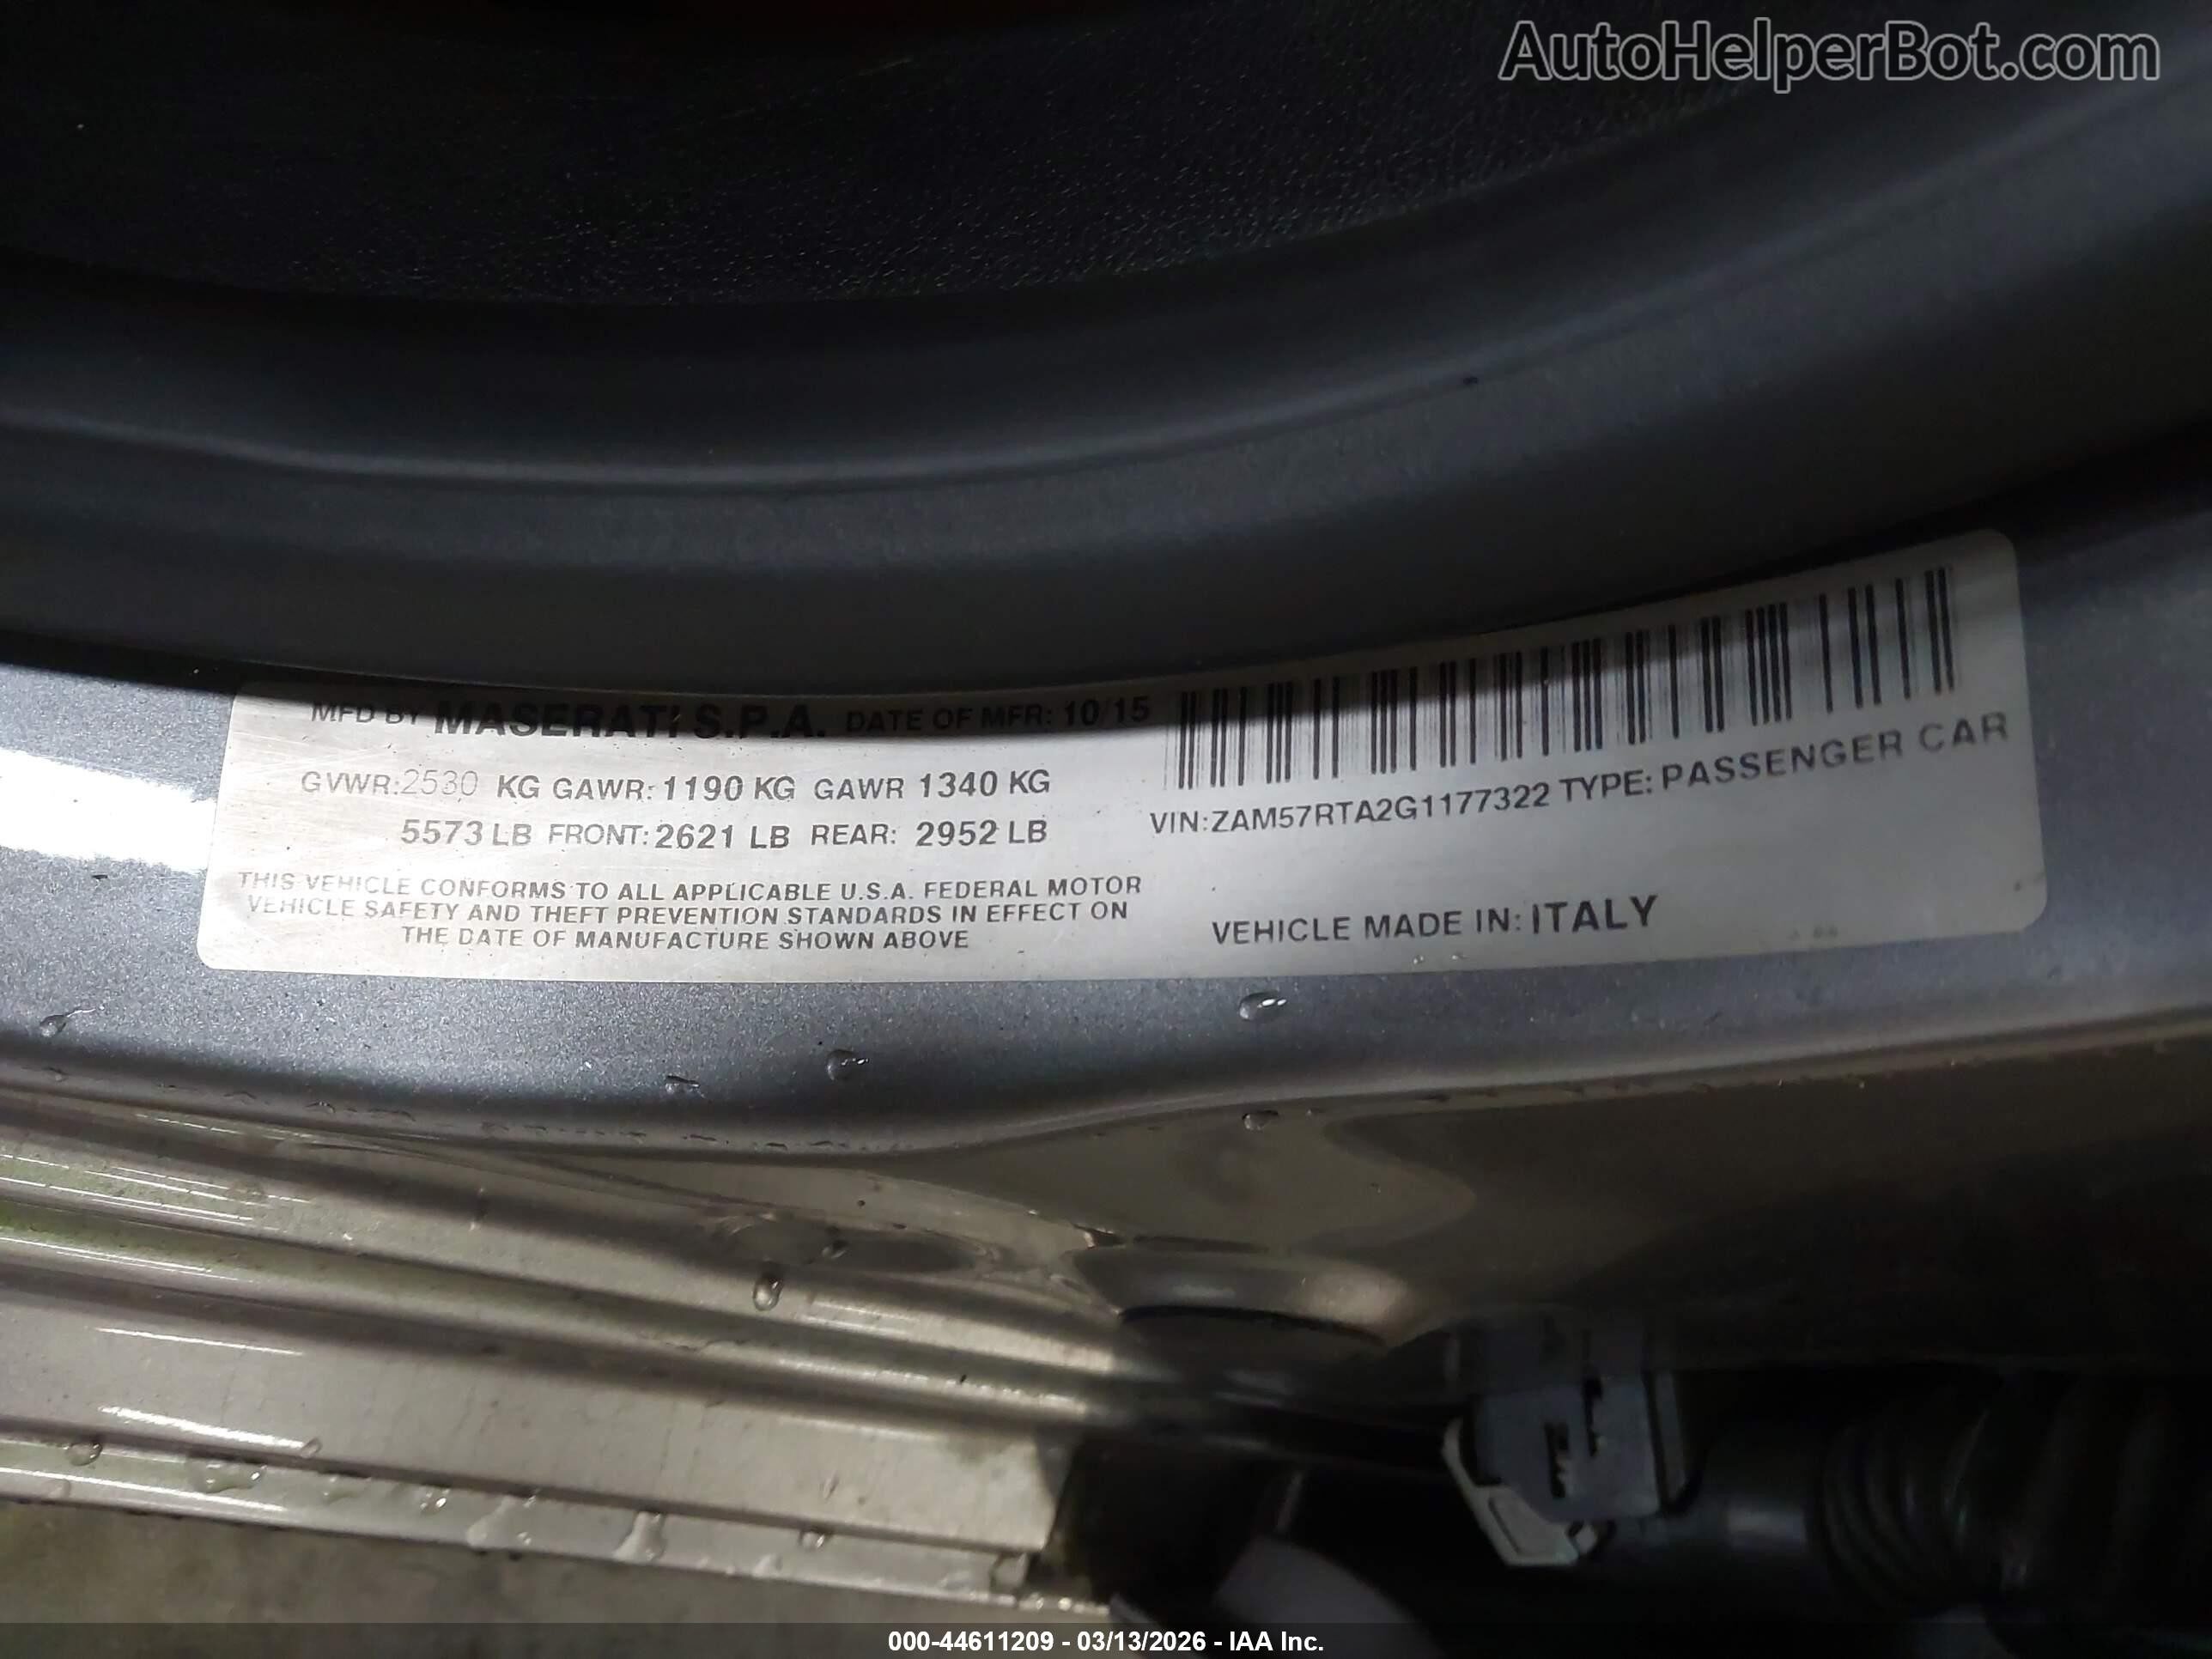 AutoHelperBot.com
MFD BY MASERATI S.P.A. DATE OF MFR: 10/15
GVWR:2530 KG GAWR: 1190 KG GAWR 1340 KG
5573 LB FRONT: 2621 LB REAR: 2952 LB
THIS VEHICLE CONFORMS TO ALL APPLICABLE U.S.A. FEDERAL MOTOR
VEHICLE SAFETY AND THEFT PREVENTION STANDARDS IN EFFECT ON
THE DATE OF MANUFACTURE SHOWN ABOVE
VIN:ZAM57RTA2G1177322 TYPE: PASSENGER CAR
VEHICLE MADE IN: ITALY
000-44611209 - 03/13/2026 - IAA Inc.